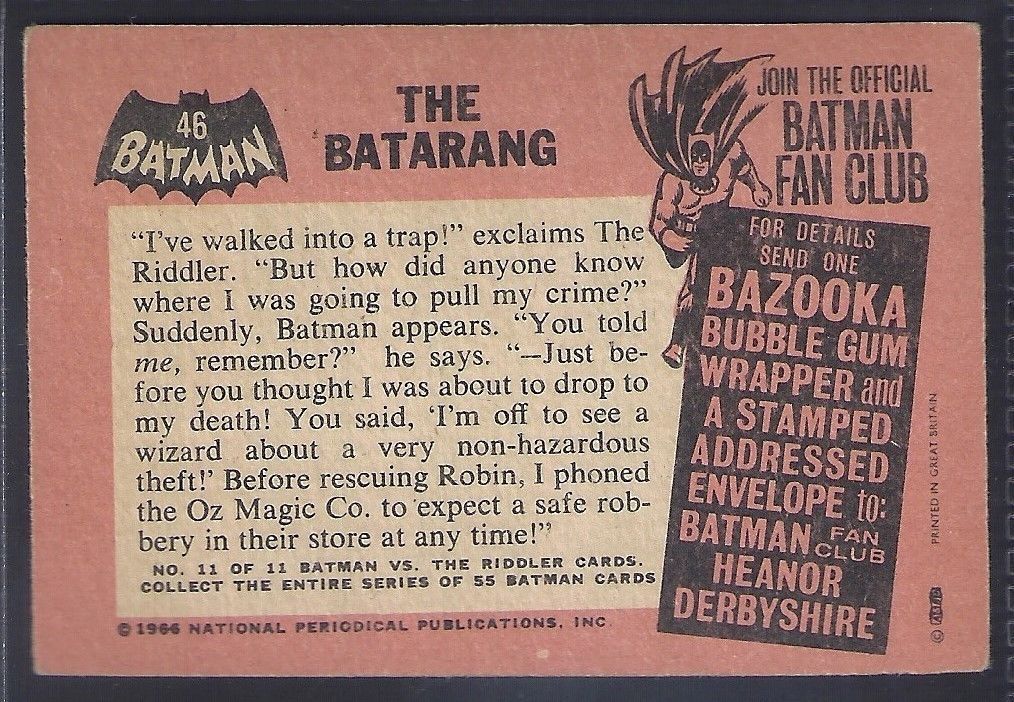 46
BATMAN
THE
BATARANG
“I've walked into a trap!” exclaims The
Riddler. “But how did anyone know
where I was going to pull my crime?”
Suddenly, Batman appears. “You told
me, remember?” he says. “—Just be-
fore you thought I was about to drop to
my death! You said, ‘I'm off to see a
wizard about a very non-hazardous
theft!’ Before rescuing Robin, I phoned
the Oz Magic Co. to expect a safe rob-
bery in their store at any time!”
NO. 11 OF 11 BATMAN VS. THE RIDDLER CARDS.
COLLECT THE ENTIRE SERIES OF 55 BATMAN CARDS
© 1966 NATIONAL PERIODICAL PUBLICATIONS, INC.
JOIN THE OFFICIAL
BATMAN
FAN CLUB
FOR DETAILS
SEND ONE
BAZOOKA
BUBBLE GUM
WRAPPER and
A STAMPED
ADDRESSED
ENVELOPE to:
BATMAN FAN CLUB
HEANOR
DERBYSHIRE
PRINTED IN GREAT BRITAIN
©